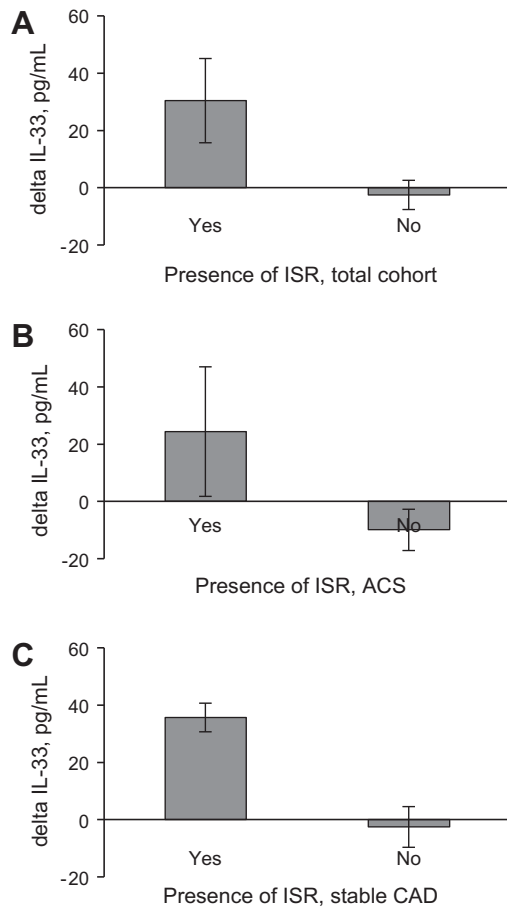 A
delta IL-33, pg/mL
60
40
20
0
-20
Yes
No
Presence of ISR, total cohort
B
delta IL-33, pg/mL
60
40
20
0
-20
Yes
No
Presence of ISR, ACS
C
delta IL-33, pg/mL
60
40
20
0
-20
Yes
No
Presence of ISR, stable CAD